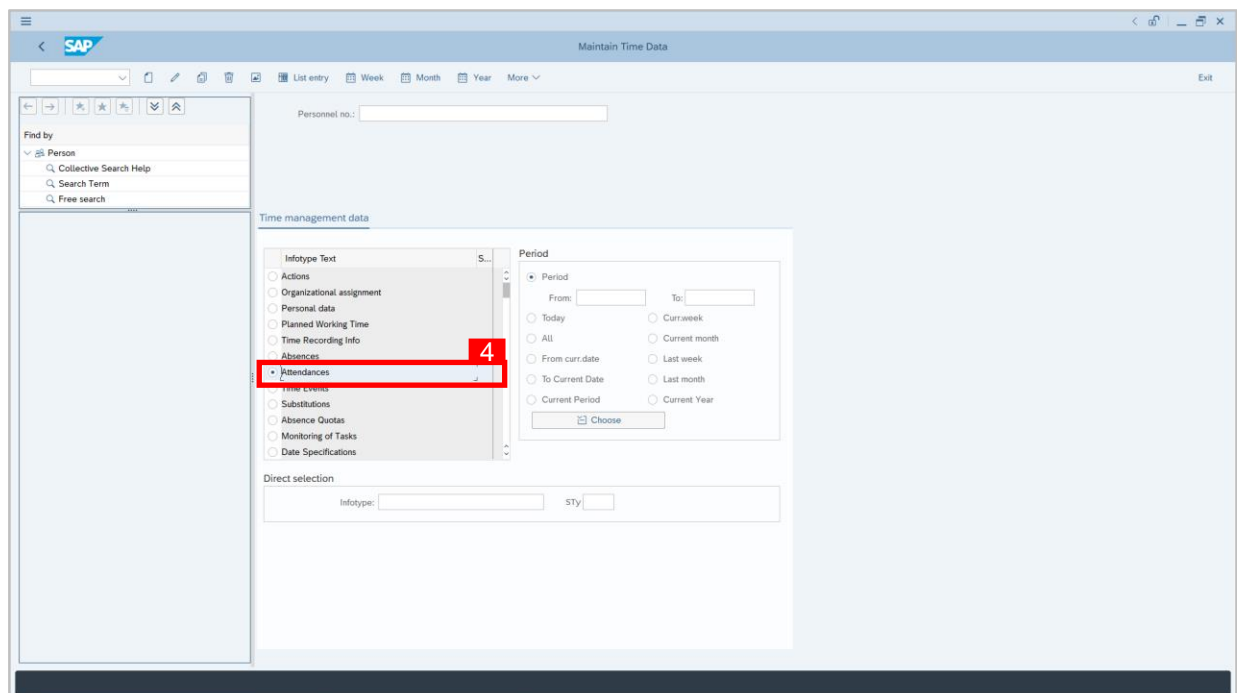 SAP
Maintain Time Data
List entry Week Month Year More
Exit
Personnel no.:
Find by
Person
Collective Search Help
Search Term
Free search
Time management data
Infotype Text S...
Actions
Organizational assignment
Personal data
Planned Working Time
Time Recording Info
Absences
4
Attendances
Time Events
Substitutions
Absence Quotas
Monitoring of Tasks
Date Specifications
Period
Period
From: To:
Today Curr.week
All Current month
From curr.date Last week
To Current Date Last month
Current Period Current Year
Choose
Direct selection
Infotype: STy